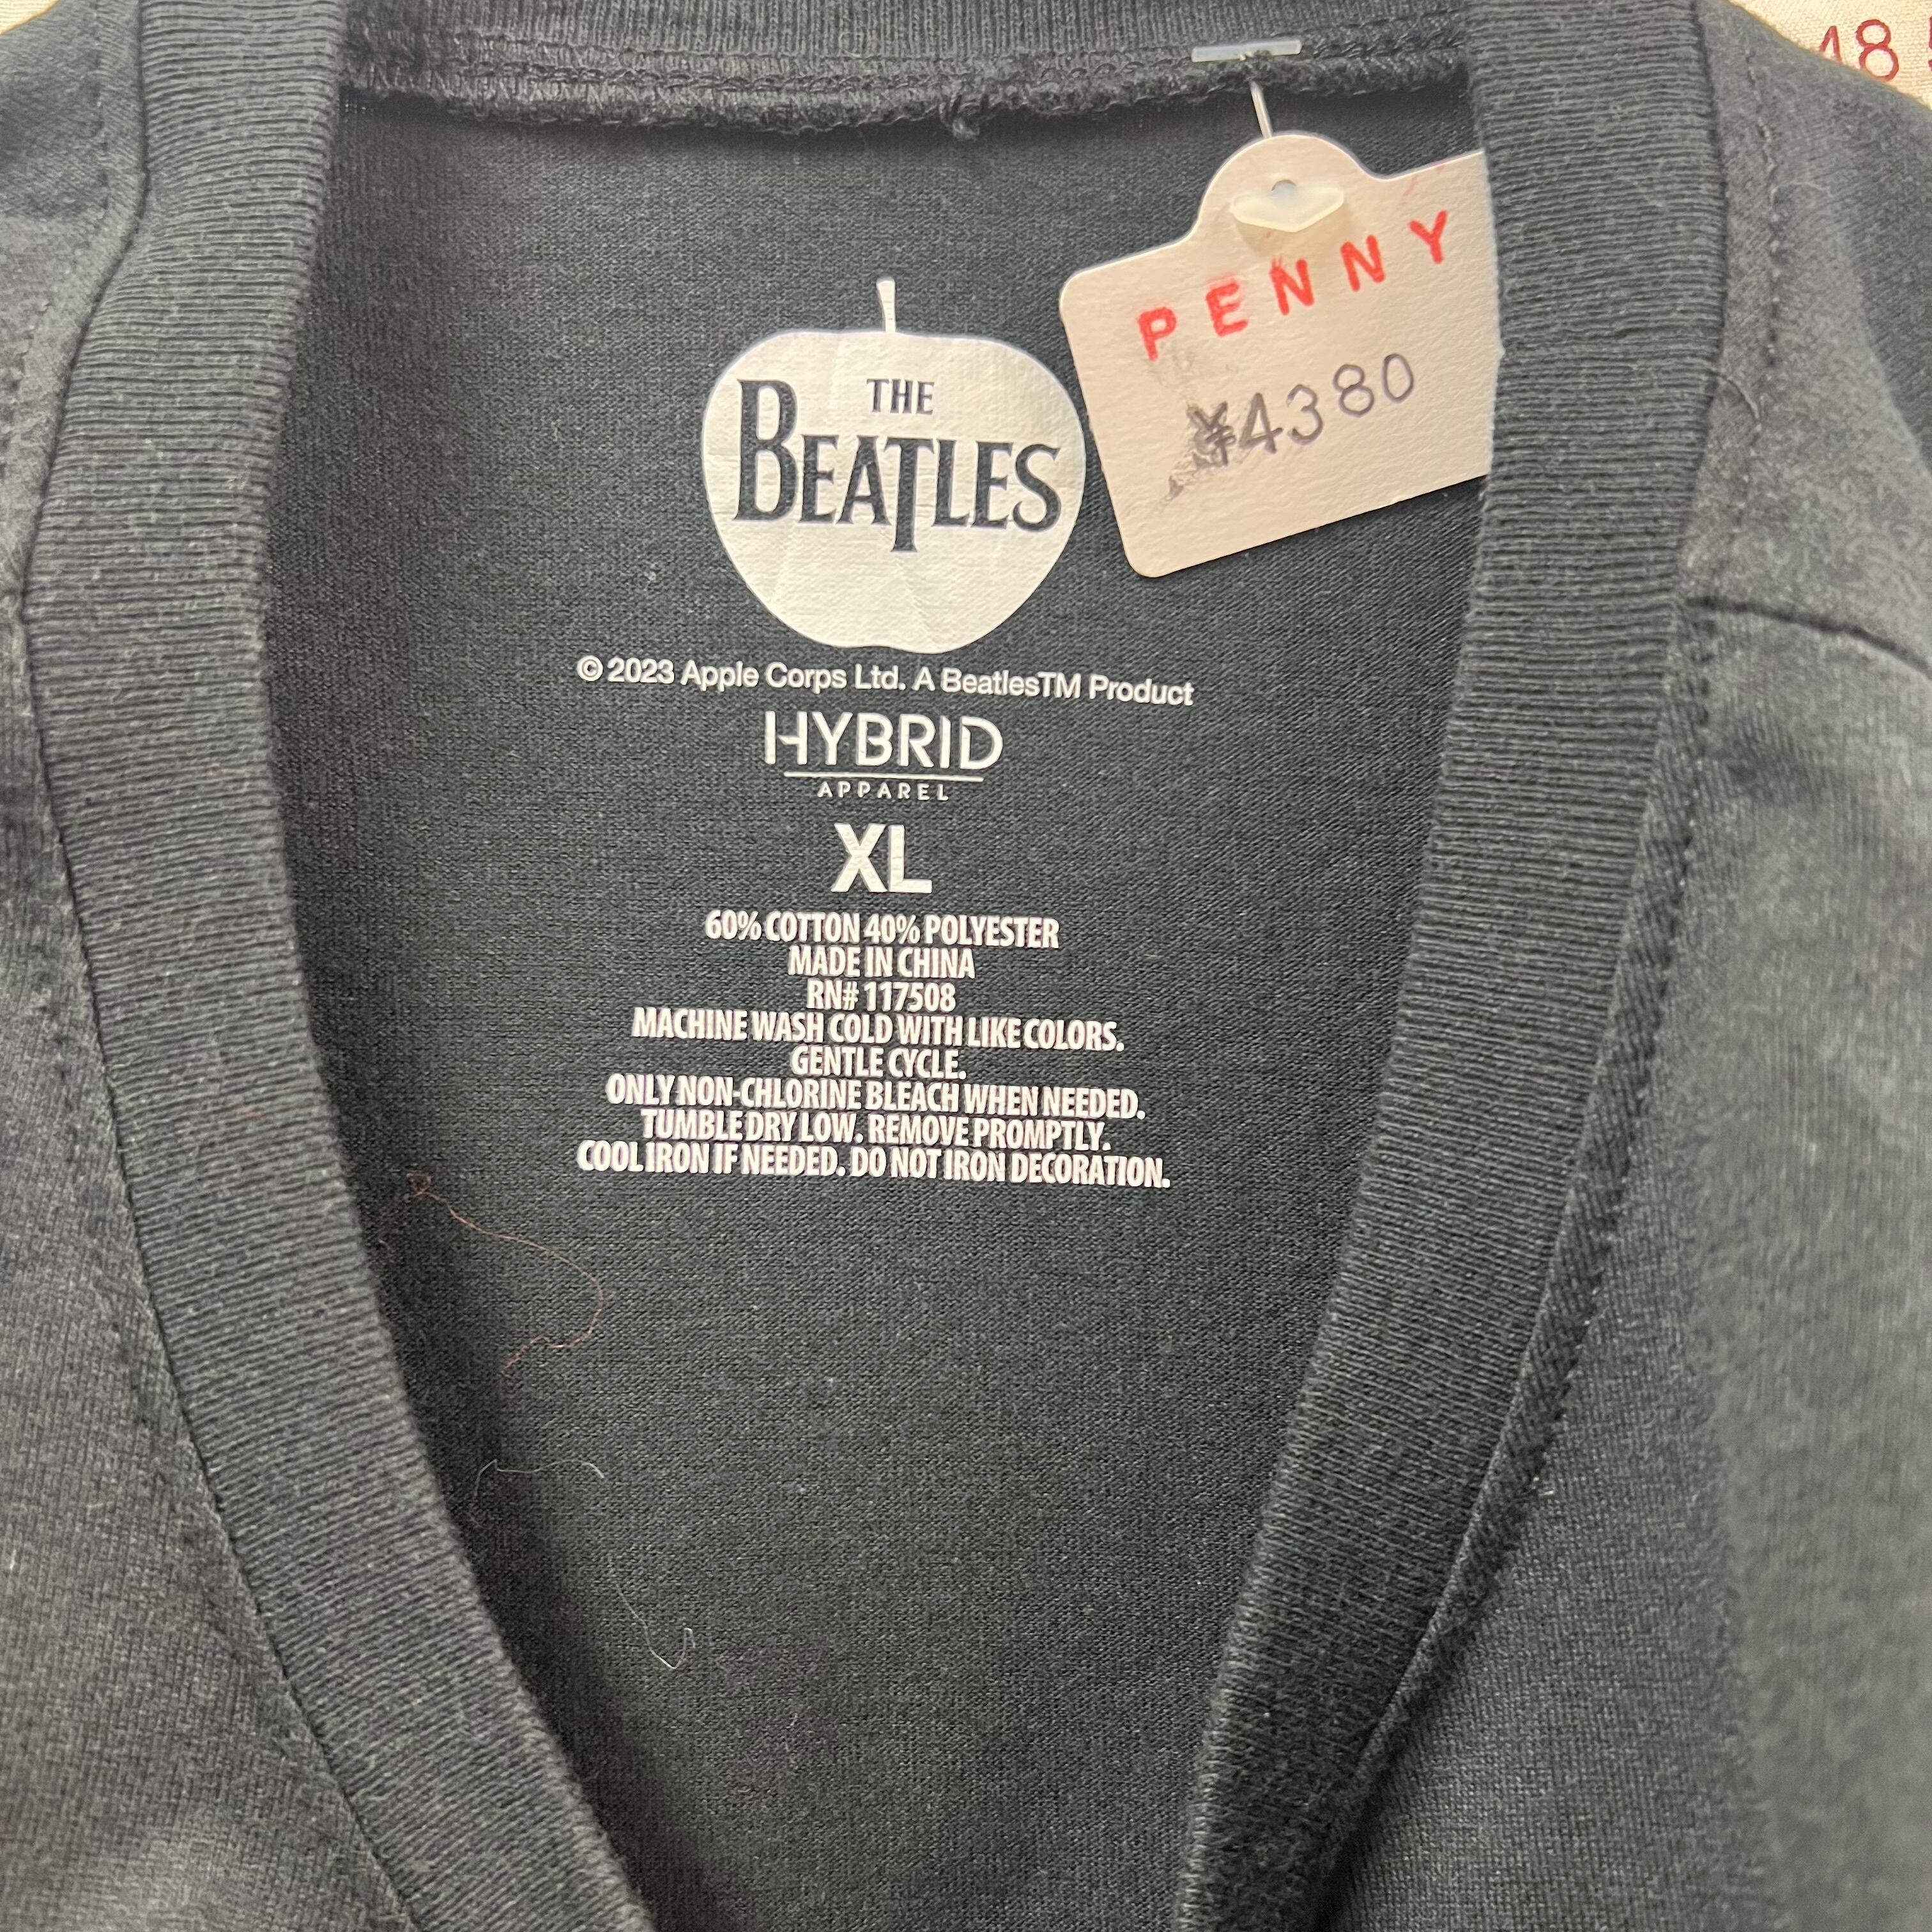 PENNY
¥4380
THE
BEATLES
© 2023 Apple Corps Ltd. A BeatlesTM Product
HYBRID
APPAREL
XL
60% COTTON 40% POLYESTER
MADE IN CHINA
RN# 117508
MACHINE WASH COLD WITH LIKE COLORS.
GENTLE CYCLE.
ONLY NON-CHLORINE BLEACH WHEN NEEDED.
TUMBLE DRY LOW. REMOVE PROMPTLY.
COOL IRON IF NEEDED. DO NOT IRON DECORATION.